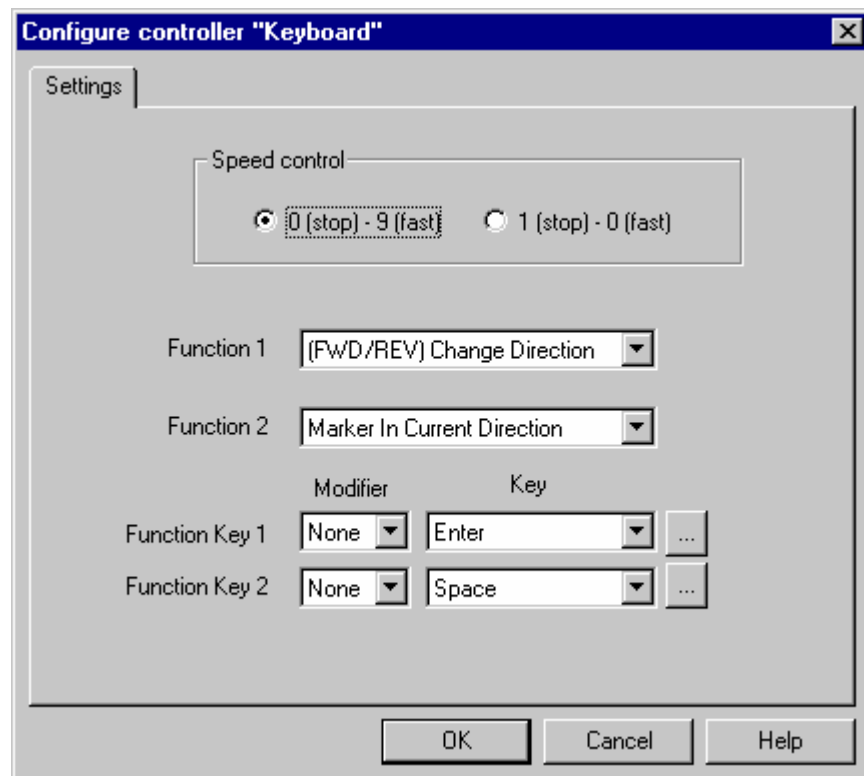 Configure controller "Keyboard"
Settings
Speed control
0 (stop) - 9 (fast) 1 (stop) - 0 (fast)
Function 1 (FWD/REV) Change Direction
Function 2 Marker In Current Direction
Modifier Key
Function Key 1 None Enter ...
Function Key 2 None Space ...
OK Cancel Help